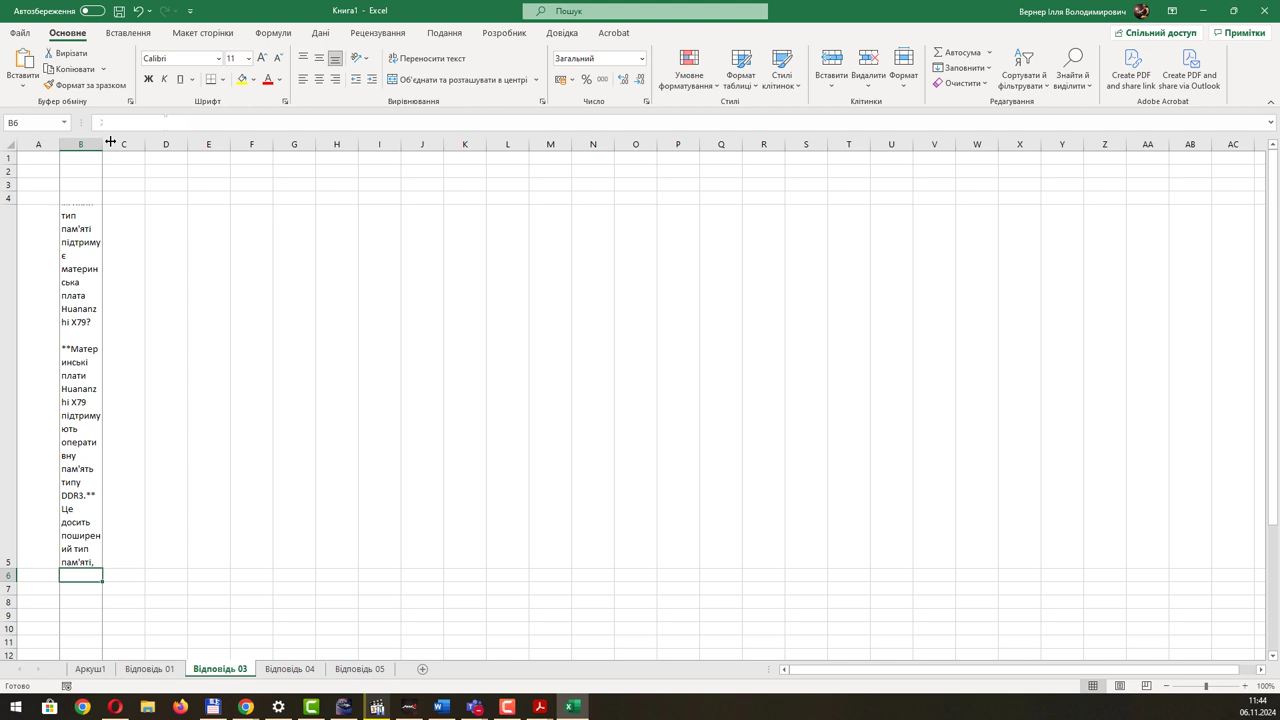 Автозбереження
Книга1 - Excel
Пошук
Вернер Ілля Володимирович
Файл
Основне
Вставлення
Макет сторінки
Формули
Дані
Рецензування
Подання
Розробник
Довідка
Acrobat
Спільний доступ
Примітки
Вставити
Вирізати
Копіювати
Формат за зразком
Буфер обміну
Calibri
11
Шрифт
Переносити текст
Об'єднати та розташувати в центрі
Вирівнювання
Загальний
000
Число
Умовне форматування
Формат таблиці
Стилі клітинок
Стилі
Вставити
Видалити
Формат
Клітинки
Автосума
Заповнити
Очистити
Сортувати й фільтрувати
Знайти й виділити
Редагування
Create PDF and share link
Create PDF and share via Outlook
Adobe Acrobat
B6
A B C D E F G H I J K L M N O P Q R S T U V W X Y Z AA AB AC
1
2
3
4
тип
пам'яті
підтриму
є
материн
ська
плата
Huananz
hi X79?
**Матер
инські
плати
Huananz
hi X79
підтриму
ють
операти
вну
пам'ять
типу
DDR3.**
Це
досить
поширен
ий тип
5 пам'яті,
6
7
8
9
10
11
12
Аркуш1
Відповідь 01
Відповідь 03
Відповідь 04
Відповідь 05
Готово
100%
11:44
06.11.2024